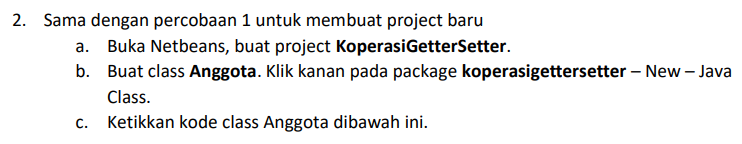 2. Sama dengan percobaan 1 untuk membuat project baru
a. Buka Netbeans, buat project KoperasiGetterSetter.
b. Buat class Anggota. Klik kanan pada package koperasigettersetter – New – Java
Class.
c. Ketikkan kode class Anggota dibawah ini.